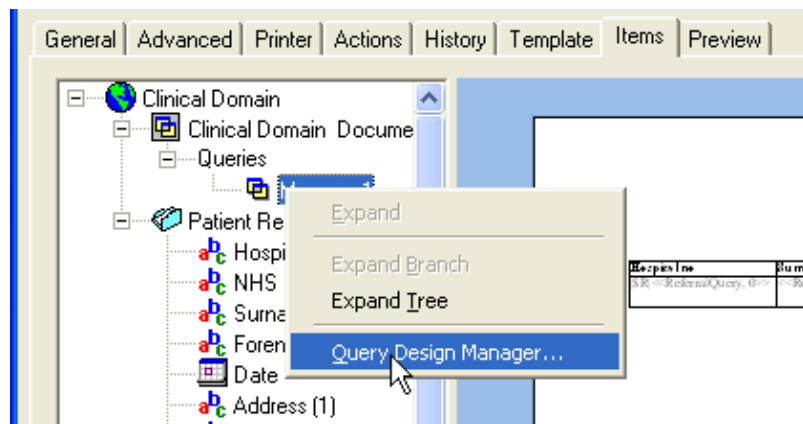 General Advanced Printer Actions History Template Items Preview
Clinical Domain
Clinical Domain Docume
Queries
Patient Re
Hospi
NHS
Surna
Foren
Date
Address (1)
Expand
Expand Branch
Expand Tree
Query Design Manager...